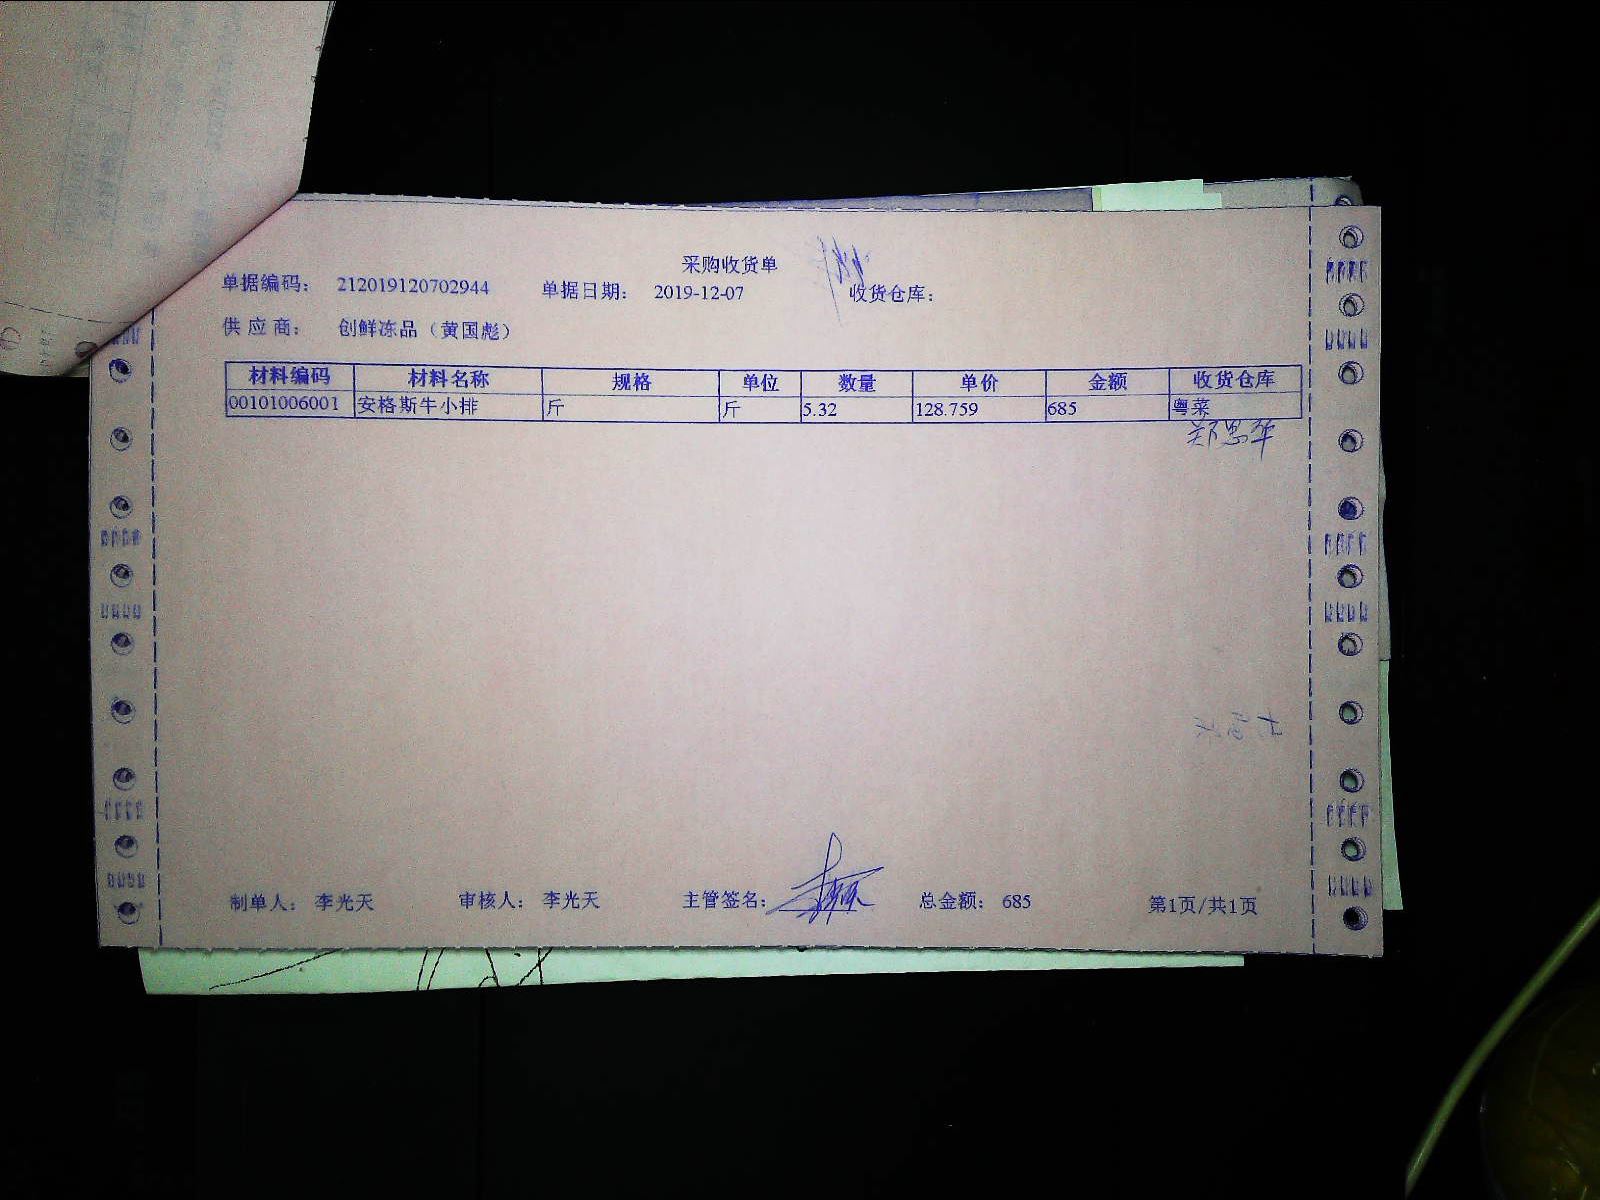 采购收货单
单据编码: 212019120702944 单据日期: 2019-12-07 收货仓库:
供应商: 创鲜冻品（黄国彪）
材料编码 材料名称 规格 单位 数量 单价 金额 收货仓库
00101006001 安格斯牛小排 斤 斤 5.32 128.759 685 粤菜
郑思华
制单人: 李光天 审核人: 李光天 主管签名: 总金额: 685 第1页/共1页